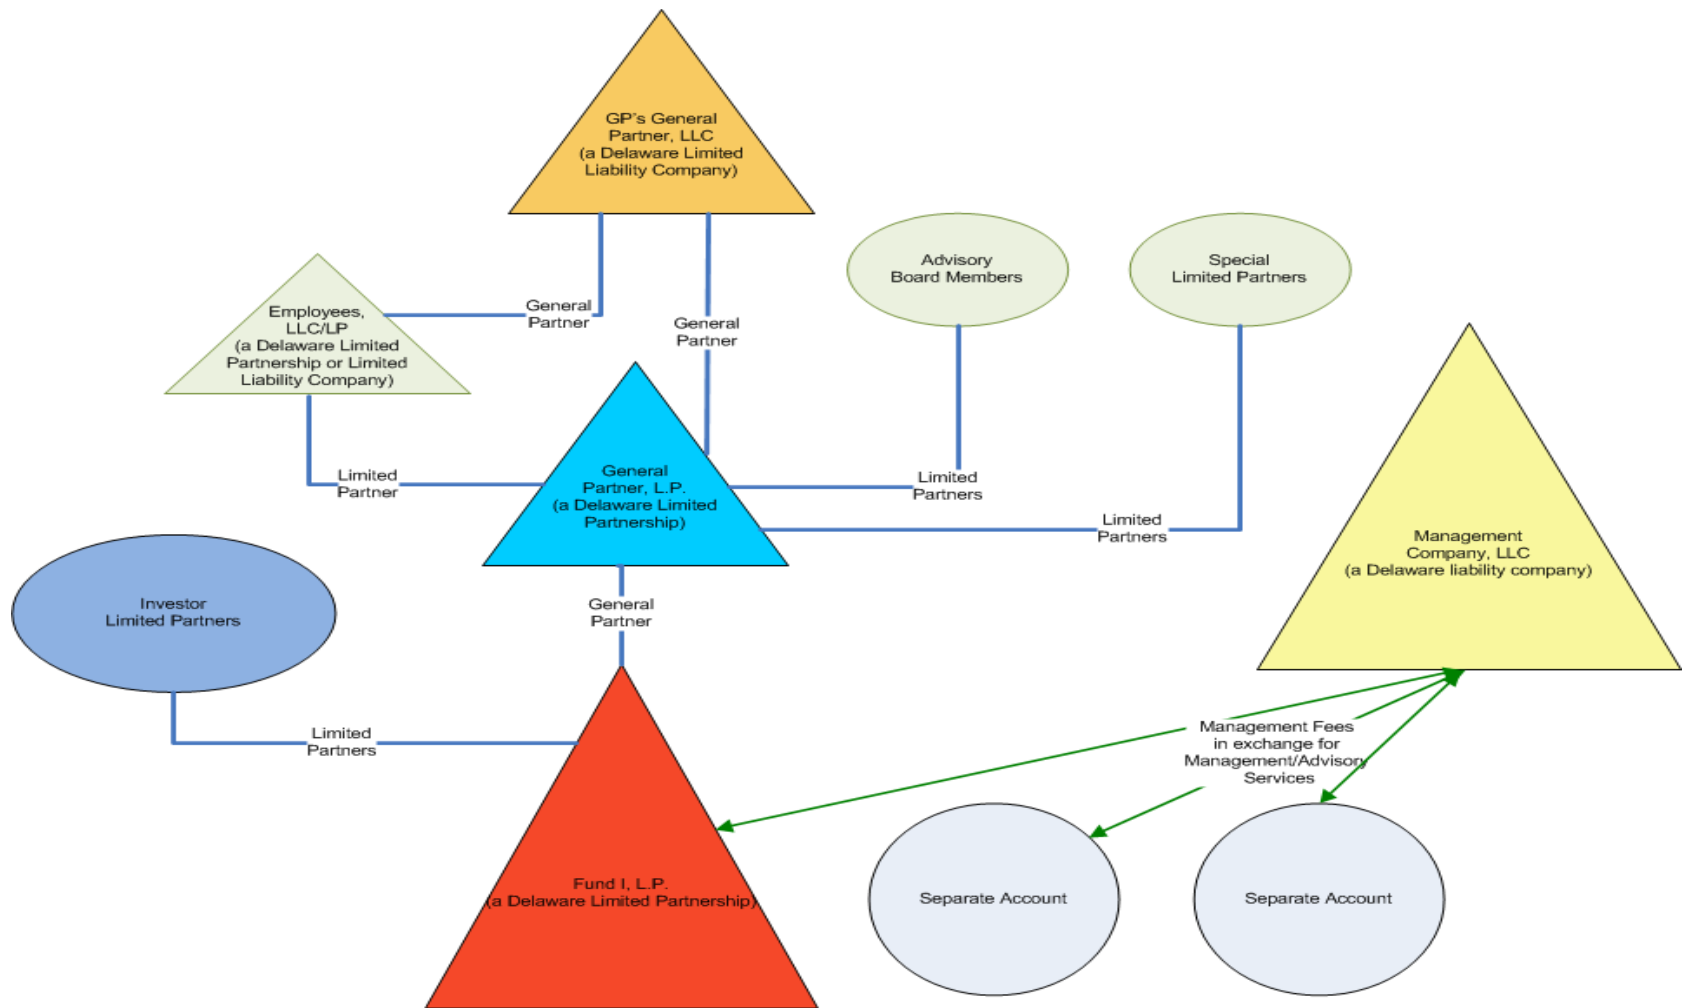 GP's General
Partner, LLC
(a Delaware Limited
Liability Company)
Advisory
Board Members
Special
Limited Partners
Employees,
LLC/LP
(a Delaware Limited
Partnership or Limited
Liability Company)
General
Partner
General
Partner
Limited
Partner
General
Partner, L.P.
(a Delaware Limited
Partnership)
Limited
Partners
Limited
Partners
Management
Company, LLC
(a Delaware liability company)
Investor
Limited Partners
General
Partner
Limited
Partners
Management Fees
in exchange for
Management/Advisory
Services
Fund I, L.P.
(a Delaware Limited Partnership)
Separate Account
Separate Account